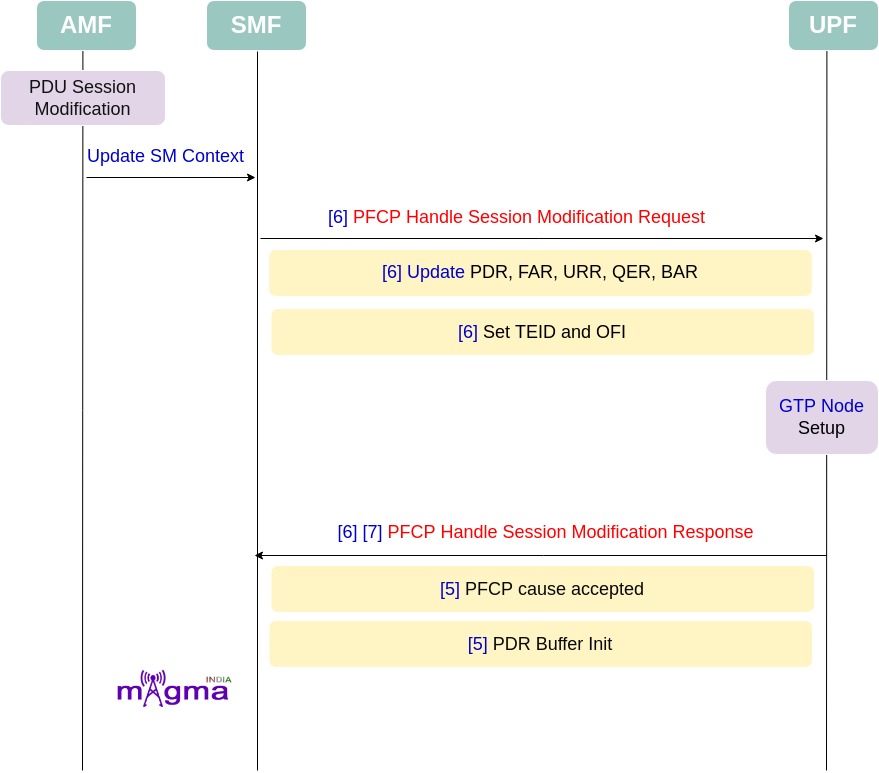 AMF
SMF
UPF
PDU Session
Modification
Update SM Context
[6] PFCP Handle Session Modification Request
[6] Update PDR, FAR, URR, QER, BAR
[6] Set TEID and OFI
GTP Node
Setup
[6] [7] PFCP Handle Session Modification Response
[5] PFCP cause accepted
[5] PDR Buffer Init
INDIA
magma